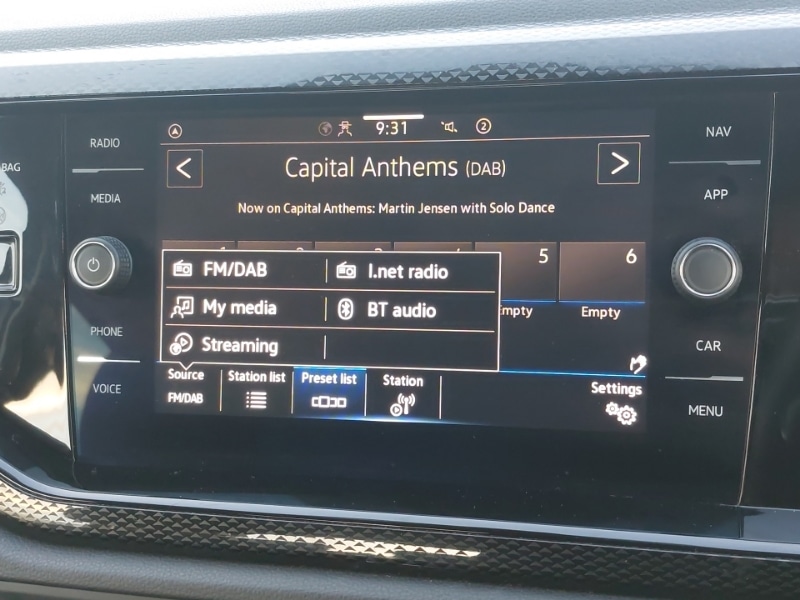 BAG
RADIO
MEDIA
PHONE
VOICE
9:31
2
< Capital Anthems (DAB) >
Now on Capital Anthems: Martin Jensen with Solo Dance
5 6
Empty
FM/DAB I.net radio
My media BT audio
Streaming
Source Station list Preset list Station Settings
FM/DAB
NAV
APP
CAR
MENU